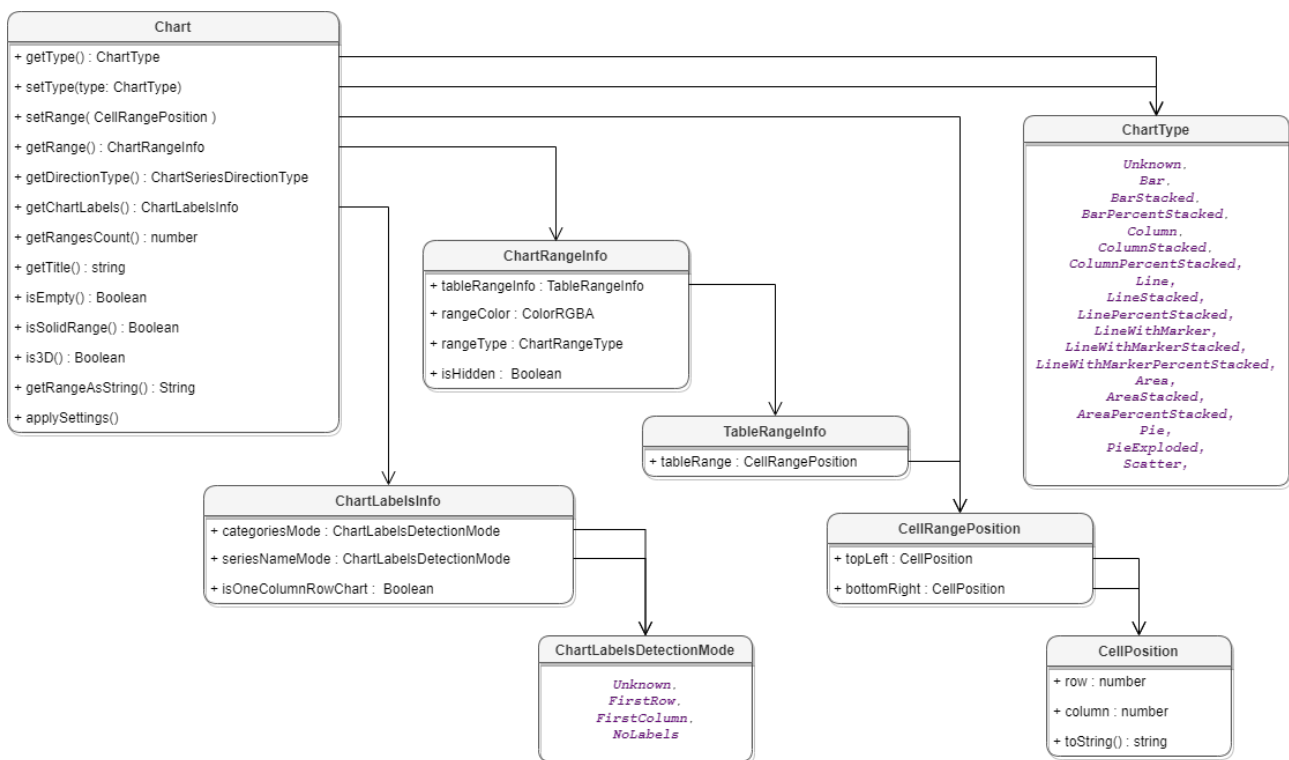 Chart
+ getType() : ChartType
+ setType(type: ChartType)
+ setRange( CellRangePosition )
+ getRange() : ChartRangeInfo
+ getDirectionType() : ChartSeriesDirectionType
+ getChartLabels() : ChartLabelsInfo
+ getRangesCount() : number
+ getTitle() : string
+ isEmpty() : Boolean
+ isSolidRange() : Boolean
+ is3D() : Boolean
+ getRangeAsString() : String
+ applySettings()
ChartType
Unknown,
Bar,
BarStacked,
BarPercentStacked,
Column,
ColumnStacked,
ColumnPercentStacked,
Line,
LineStacked,
LinePercentStacked,
LineWithMarker,
LineWithMarkerStacked,
LineWithMarkerPercentStacked,
Area,
AreaStacked,
AreaPercentStacked,
Pie,
PieExploded,
Scatter,
ChartRangeInfo
+ tableRangeInfo : TableRangeInfo
+ rangeColor : ColorRGBA
+ rangeType : ChartRangeType
+ isHidden : Boolean
TableRangeInfo
+ tableRange : CellRangePosition
ChartLabelsInfo
+ categoriesMode : ChartLabelsDetectionMode
+ seriesNameMode : ChartLabelsDetectionMode
+ isOneColumnRowChart : Boolean
CellRangePosition
+ topLeft : CellPosition
+ bottomRight : CellPosition
ChartLabelsDetectionMode
Unknown,
FirstRow,
FirstColumn,
NoLabels
CellPosition
+ row : number
+ column : number
+ toString() : string